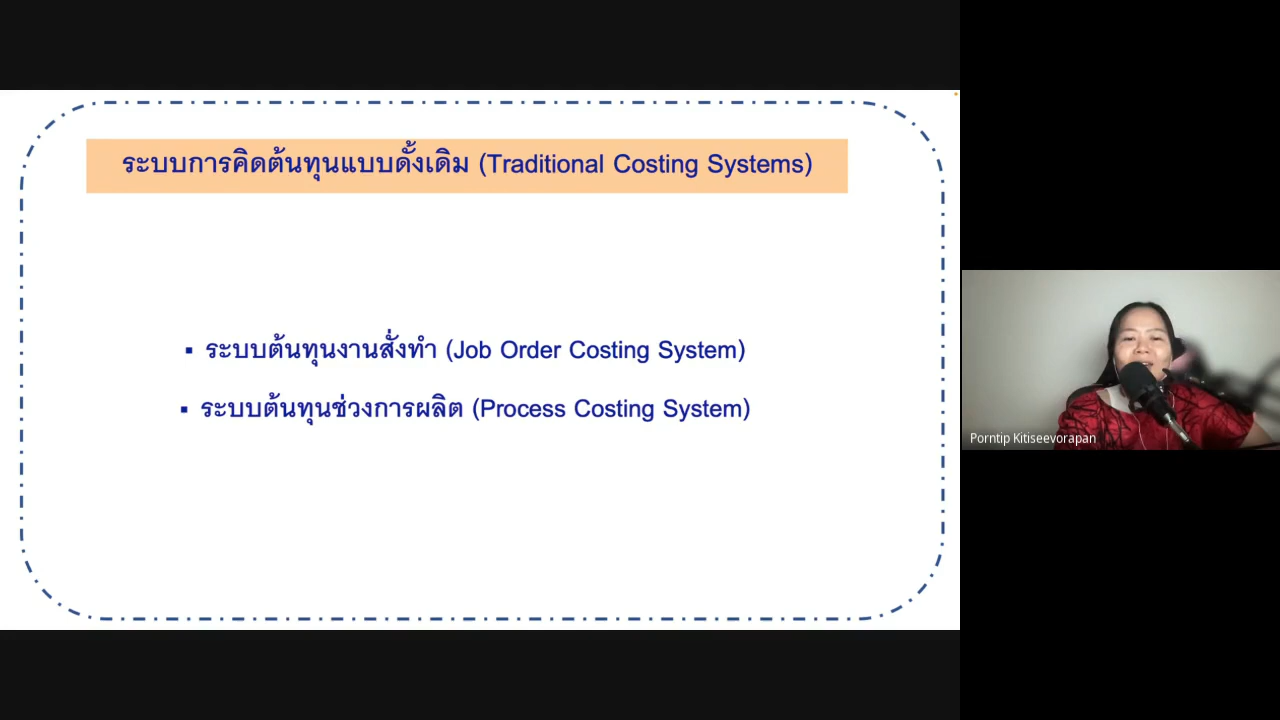 ระบบการคิดต้นทุนแบบดั้งเดิม (Traditional Costing Systems)
▪ ระบบต้นทุนงานสั่งทำ (Job Order Costing System)
▪ ระบบต้นทุนช่วงการผลิต (Process Costing System)
Porntip Kitiseevorapan